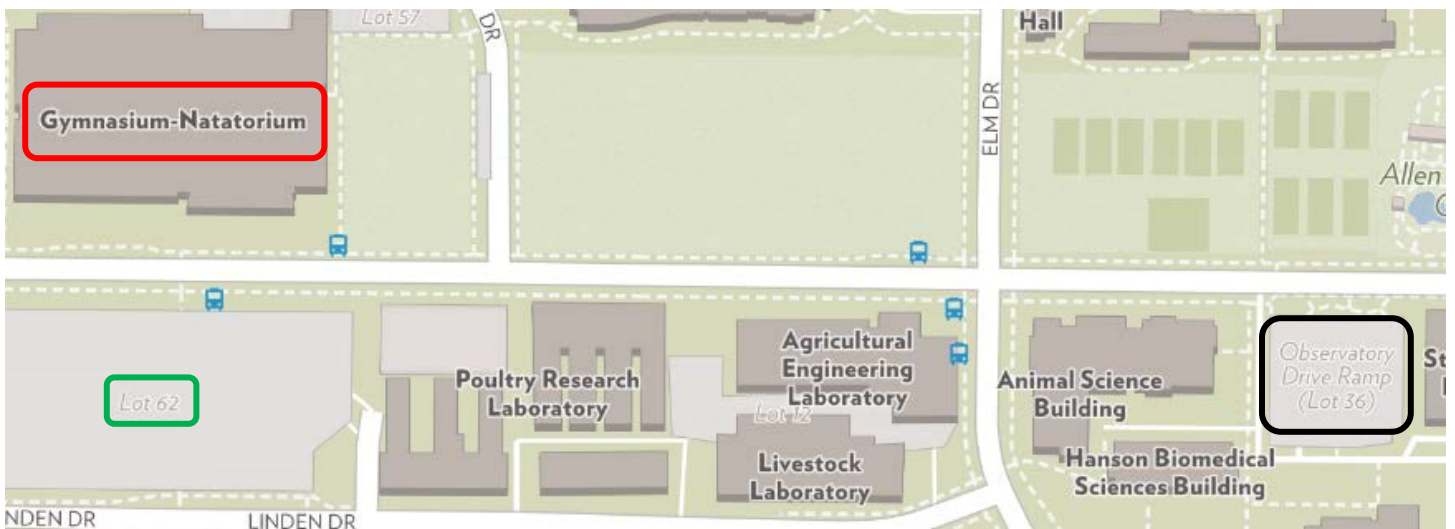 Lot 57
DR
Hall
Gymnasium-Natatorium
ELM DR
Allen
Agricultural
Engineering
Laboratory
Observatory
Drive Ramp
(Lot 36)
St
Poultry Research
Laboratory
Animal Science
Building
Lot 62
Lot 12
Livestock
Laboratory
Hanson Biomedical
Sciences Building
NDEN DR
LINDEN DR